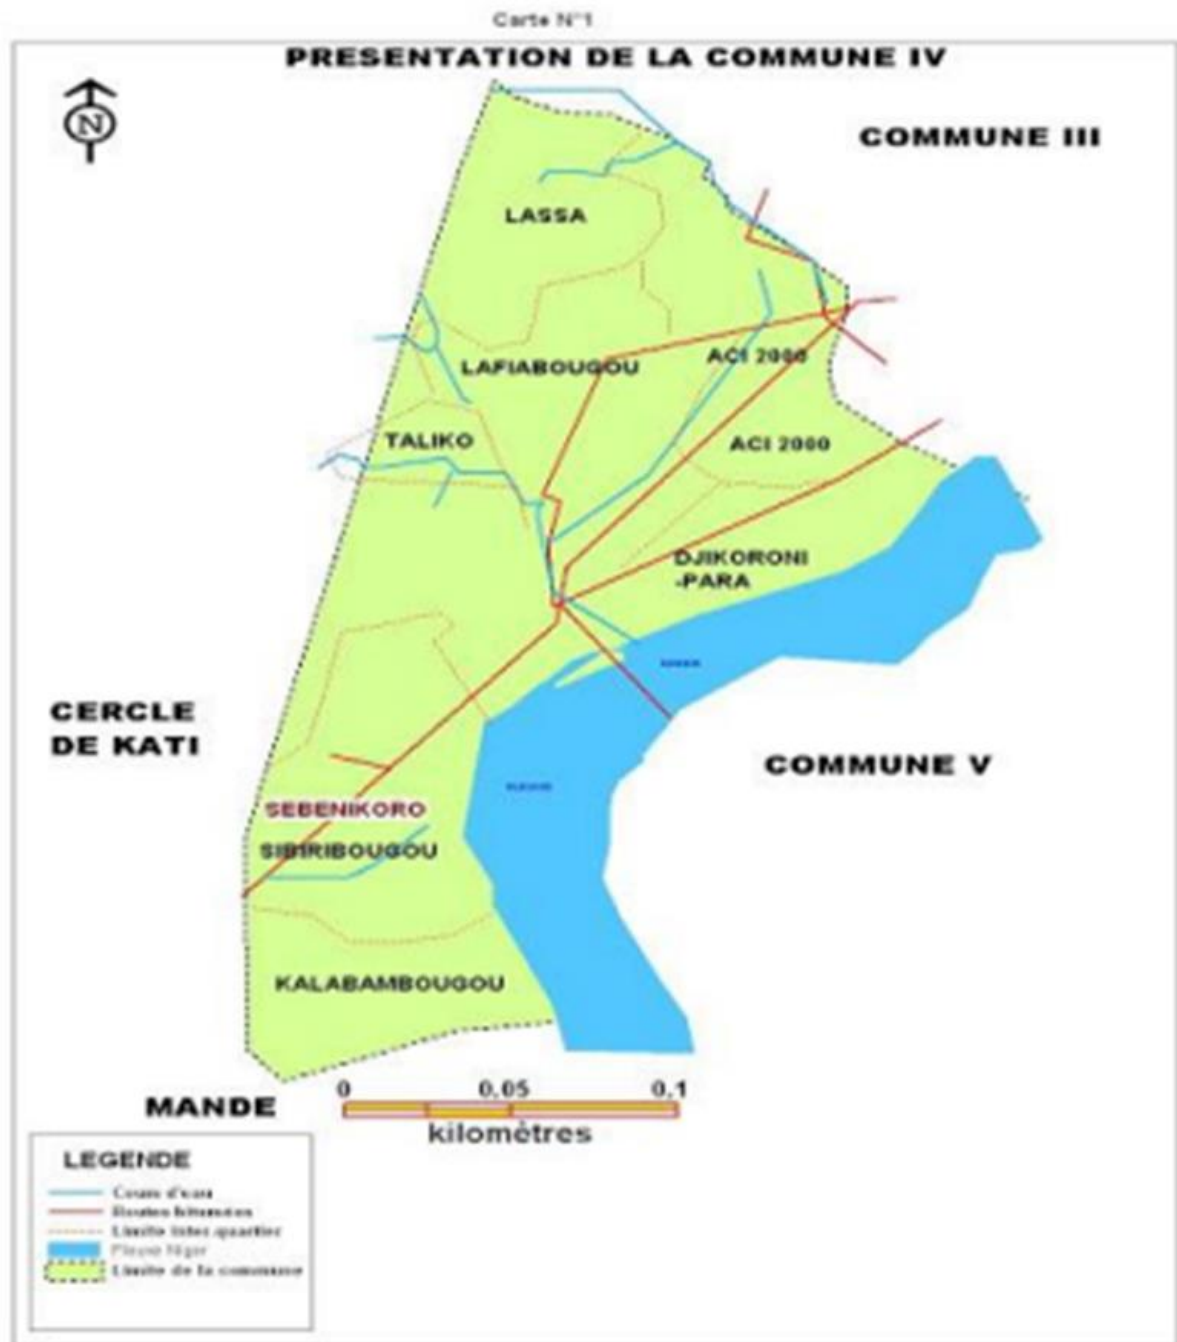 Carte N°1
PRESENTATION DE LA COMMUNE IV
N
COMMUNE III
LASSA
LAFIABOUGOU
ACI 2000
TALIKO
ACI 2000
DJIKORONI
-PARA
CERCLE
DE KATI
COMMUNE V
SEBENIKORO
SIBIRIBOUGOU
KALABAMBOUGOU
MANDE
0 0,05 0,1
kilomètres
LEGENDE
Cours d'eau
Routes bitumées
Limite inter.quartier
Fleuve Niger
Limite de la commune